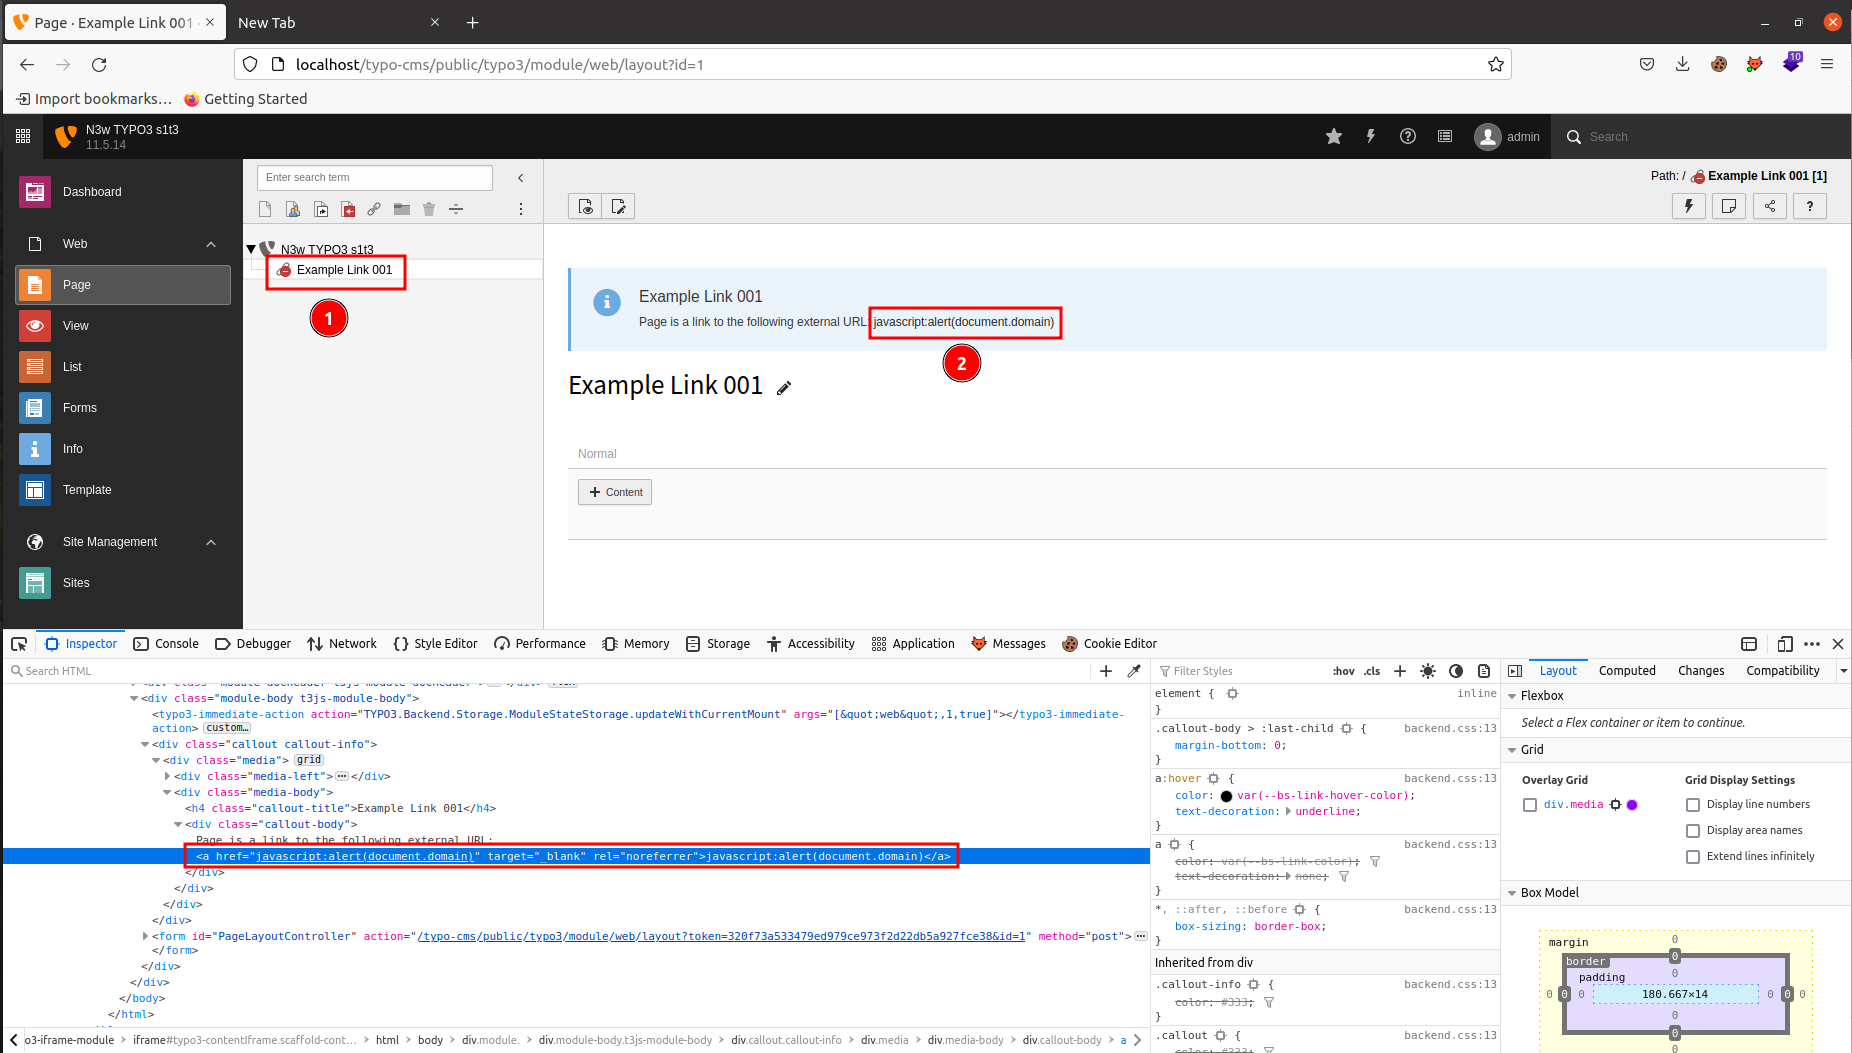 Page · Example Link 001
New Tab
localhost/typo-cms/public/typo3/module/web/layout?id=1
10
Import bookmarks…
Getting Started
N3w TYPO3 s1t3
11.5.14
admin
Search
Dashboard
Web
Page
View
List
Forms
Info
Template
Site Management
Sites
Enter search term
N3w TYPO3 s1t3
Example Link 001
1
Path: / Example Link 001 [1]
Example Link 001
Page is a link to the following external URL: javascript:alert(document.domain)
2
Example Link 001
Normal
+ Content
Inspector
Console
Debugger
Network
Style Editor
Performance
Memory
Storage
Accessibility
Application
Messages
Cookie Editor
Search HTML
<div class="module-body t3js-module-body">
<typo3-immediate-action action="TYPO3.Backend.Storage.ModuleStateStorage.updateWithCurrentMount" args="[&quot;web&quot;,1,true]"></typo3-immediate-
action> custom…
<div class="callout callout-info">
<div class="media"> grid
<div class="media-left"> ⋯ </div>
<div class="media-body">
<h4 class="callout-title">Example Link 001</h4>
<div class="callout-body">
Page is a link to the following external URL:
<a href="javascript:alert(document.domain)" target="_blank" rel="noreferrer">javascript:alert(document.domain)</a>
</div>
</div>
</div>
</div>
<form id="PageLayoutController" action="/typo-cms/public/typo3/module/web/layout?token=320f73a533479ed979ce973f2d22db5a927fce38&id=1" method="post"> ⋯
</form>
</div>
</div>
</body>
</html>
o3-iframe-module > iframe#typo3-contentIframe.scaffold-cont… > html > body > div.module. > div.module-body.t3js-module-body > div.callout.callout-info > div.media > div.media-body > div.callout-body > a
Filter Styles
:hov .cls
element { inline
}
.callout-body > :last-child { backend.css:13
margin-bottom: 0;
}
a:hover { backend.css:13
color: var(--bs-link-hover-color);
text-decoration: underline;
}
a { backend.css:13
color: var(--bs-link-color);
text-decoration: none;
}
*, ::after, ::before { backend.css:13
box-sizing: border-box;
}
Inherited from div
.callout-info { backend.css:13
color: #333;
.callout { backend.css:13
color: #333;
Layout
Computed
Changes
Compatibility
Flexbox
Select a Flex container or item to continue.
Grid
Overlay Grid
div.media
Grid Display Settings
Display line numbers
Display area names
Extend lines infinitely
Box Model
margin
0
border
0
padding
0
0 0 0 180.667×14 0 0 0
0
0
0